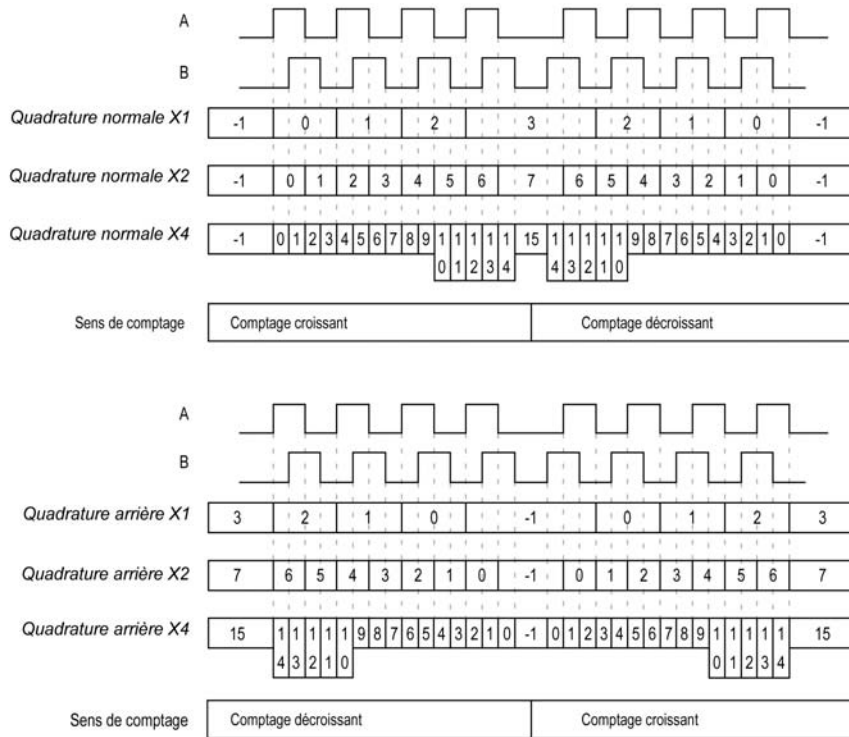 A
B
Quadrature normale X1 -1 0 1 2 3 2 1 0 -1
Quadrature normale X2 -1 0 1 2 3 4 5 6 7 6 5 4 3 2 1 0 -1
Quadrature normale X4 -1 0 1 2 3 4 5 6 7 8 9 1 1 1 1 1 15 1 1 1 1 1 9 8 7 6 5 4 3 2 1 0 -1
0 1 2 3 4 4 3 2 1 0
Sens de comptage Comptage croissant Comptage décroissant
A
B
Quadrature arrière X1 3 2 1 0 -1 0 1 2 3
Quadrature arrière X2 7 6 5 4 3 2 1 0 -1 0 1 2 3 4 5 6 7
Quadrature arrière X4 15 1 1 1 1 1 9 8 7 6 5 4 3 2 1 0 -1 0 1 2 3 4 5 6 7 8 9 1 1 1 1 1 15
4 3 2 1 0 0 1 2 3 4
Sens de comptage Comptage décroissant Comptage croissant